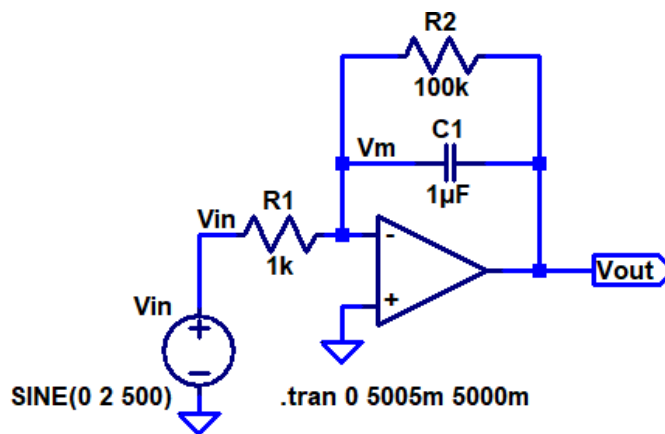 R2
100k
C1
Vm
1µF
R1
Vin
1k
-
+
Vout
Vin
+
–
SINE(0 2 500)
.tran 0 5005m 5000m